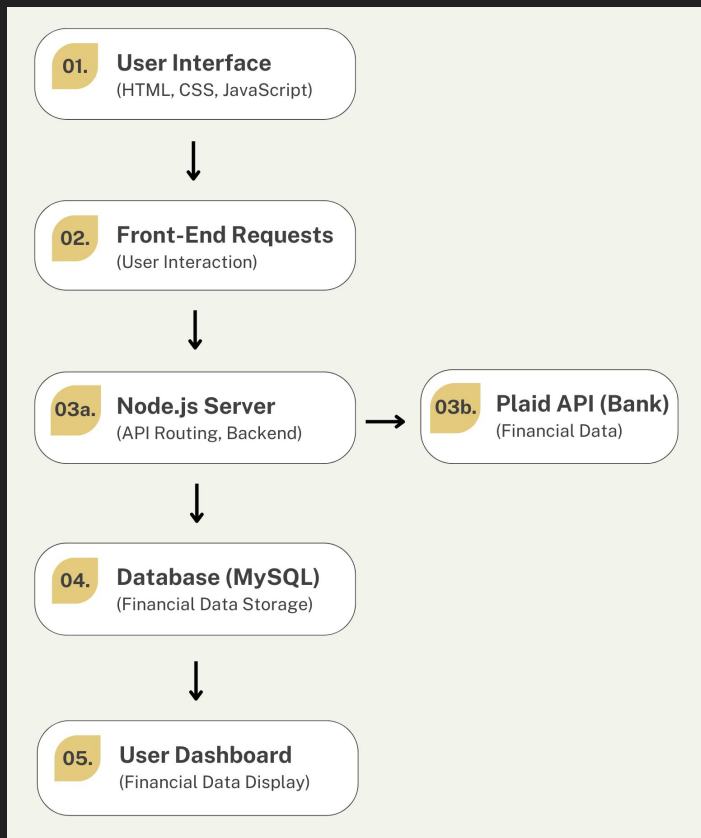 01.
User Interface
(HTML, CSS, JavaScript)
02.
Front-End Requests
(User Interaction)
03a.
Node.js Server
(API Routing, Backend)
03b.
Plaid API (Bank)
(Financial Data)
04.
Database (MySQL)
(Financial Data Storage)
05.
User Dashboard
(Financial Data Display)